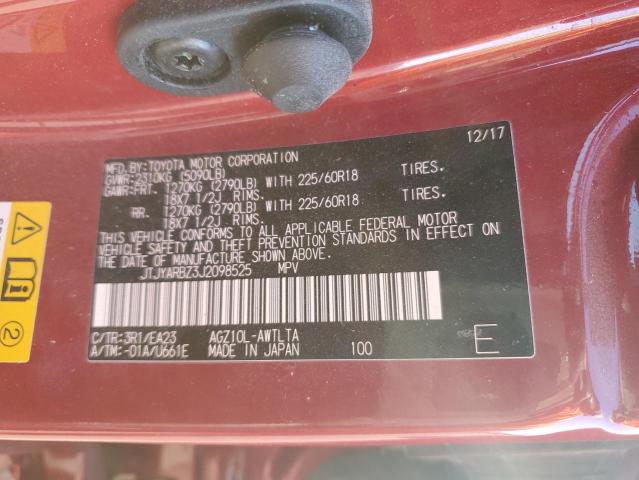 MFD.BY:TOYOTA MOTOR CORPORATION 12/17
GVWR:2310KG (5090LB)
GAWR:FRT. 1270KG (2790LB) WITH 225/60R18 TIRES.
18X7 1/2J RIMS.
RR. 1270KG (2790LB) WITH 225/60R18 TIRES.
18X7 1/2J RIMS.
THIS VEHICLE CONFORMS TO ALL APPLICABLE FEDERAL MOTOR
VEHICLE SAFETY AND THEFT PREVENTION STANDARDS IN EFFECT ON
THE DATE OF MANUFACTURE SHOWN ABOVE.
JTJYARBZ3J2098525 MPV
C/TR:3R1/EA23 AGZ10L-AWTLTA
A/TM:-01A/U661E MADE IN JAPAN 100 E
2